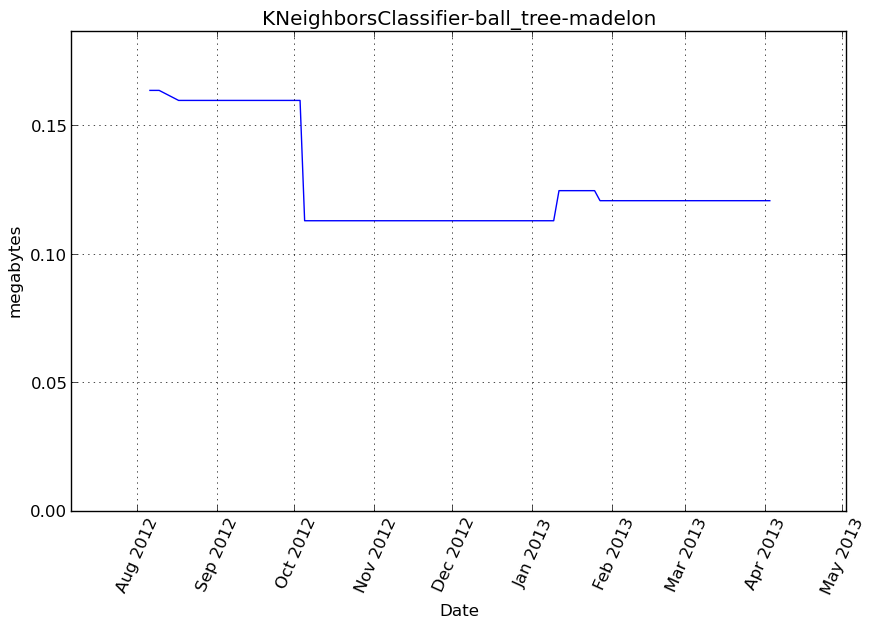 KNeighborsClassifier-ball_tree-madelon
megabytes
0.15
0.10
0.05
0.00
Aug 2012
Sep 2012
Oct 2012
Nov 2012
Dec 2012
Jan 2013
Feb 2013
Mar 2013
Apr 2013
May 2013
Date